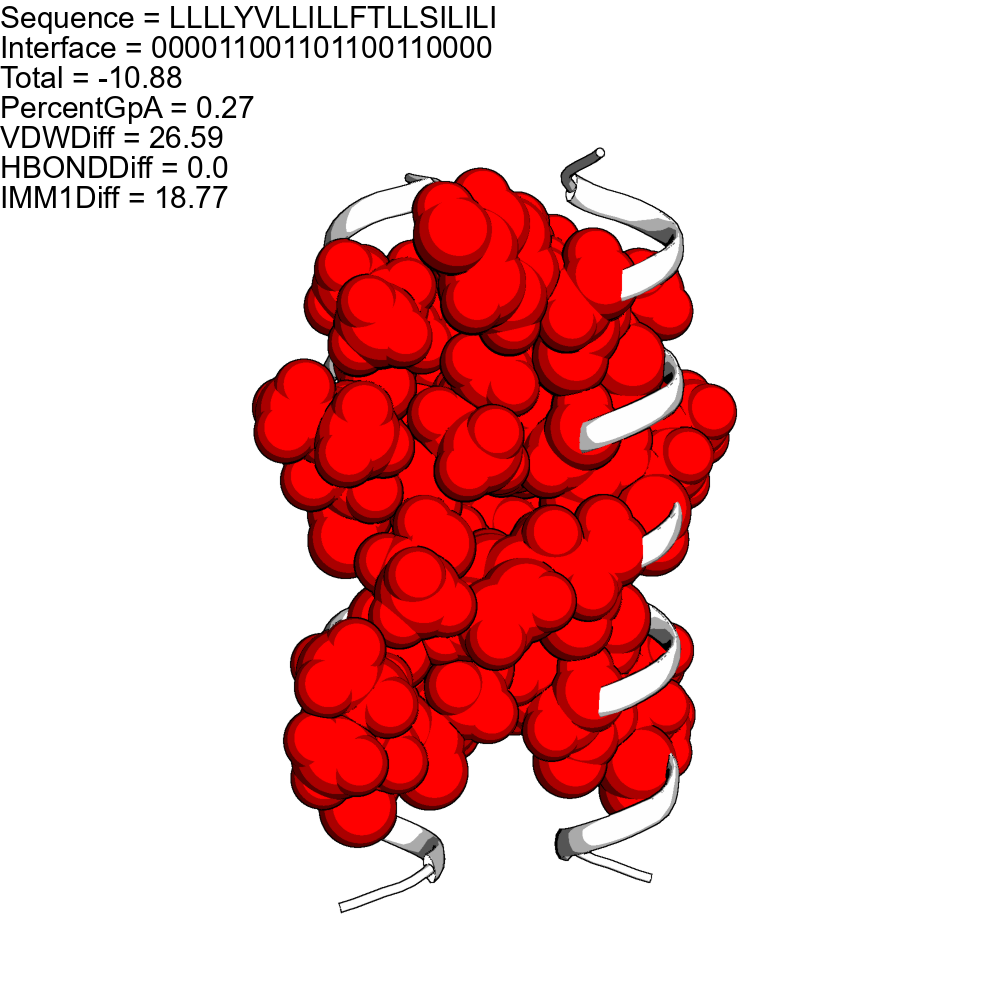 Sequence = LLLLYVLLILLFTLLSILILI
Interface = 000011001101100110000
Total = -10.88
PercentGpA = 0.27
VDWDiff = 26.59
HBONDDiff = 0.0
IMM1Diff = 18.77